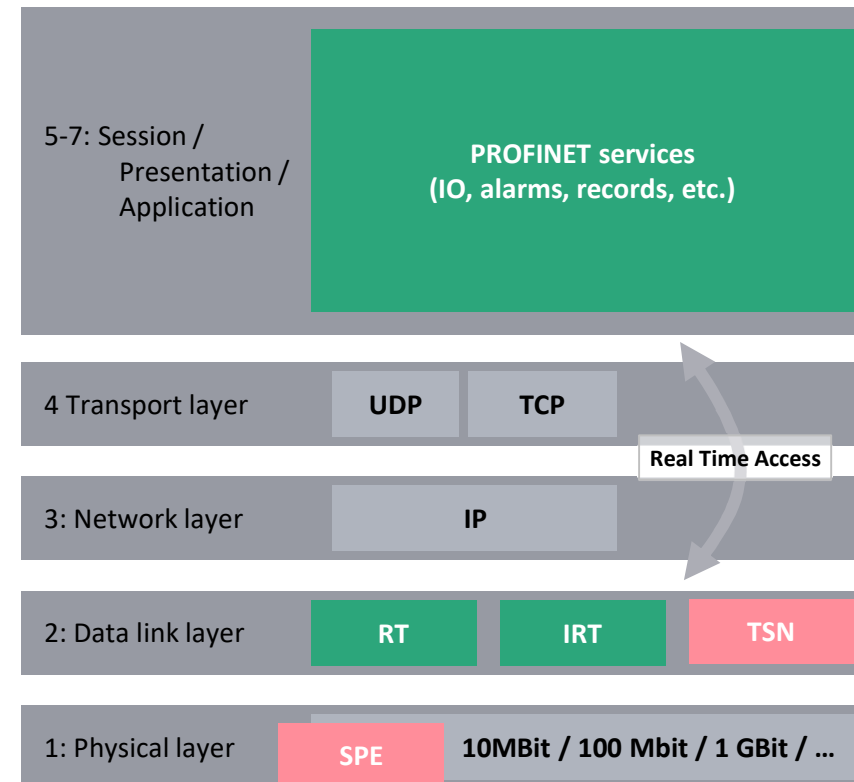 5-7: Session /
Presentation /
Application
PROFINET services
(IO, alarms, records, etc.)
4 Transport layer
UDP
TCP
Real Time Access
3: Network layer
IP
2: Data link layer
RT
IRT
TSN
1: Physical layer
SPE
10MBit / 100 Mbit / 1 GBit / ...